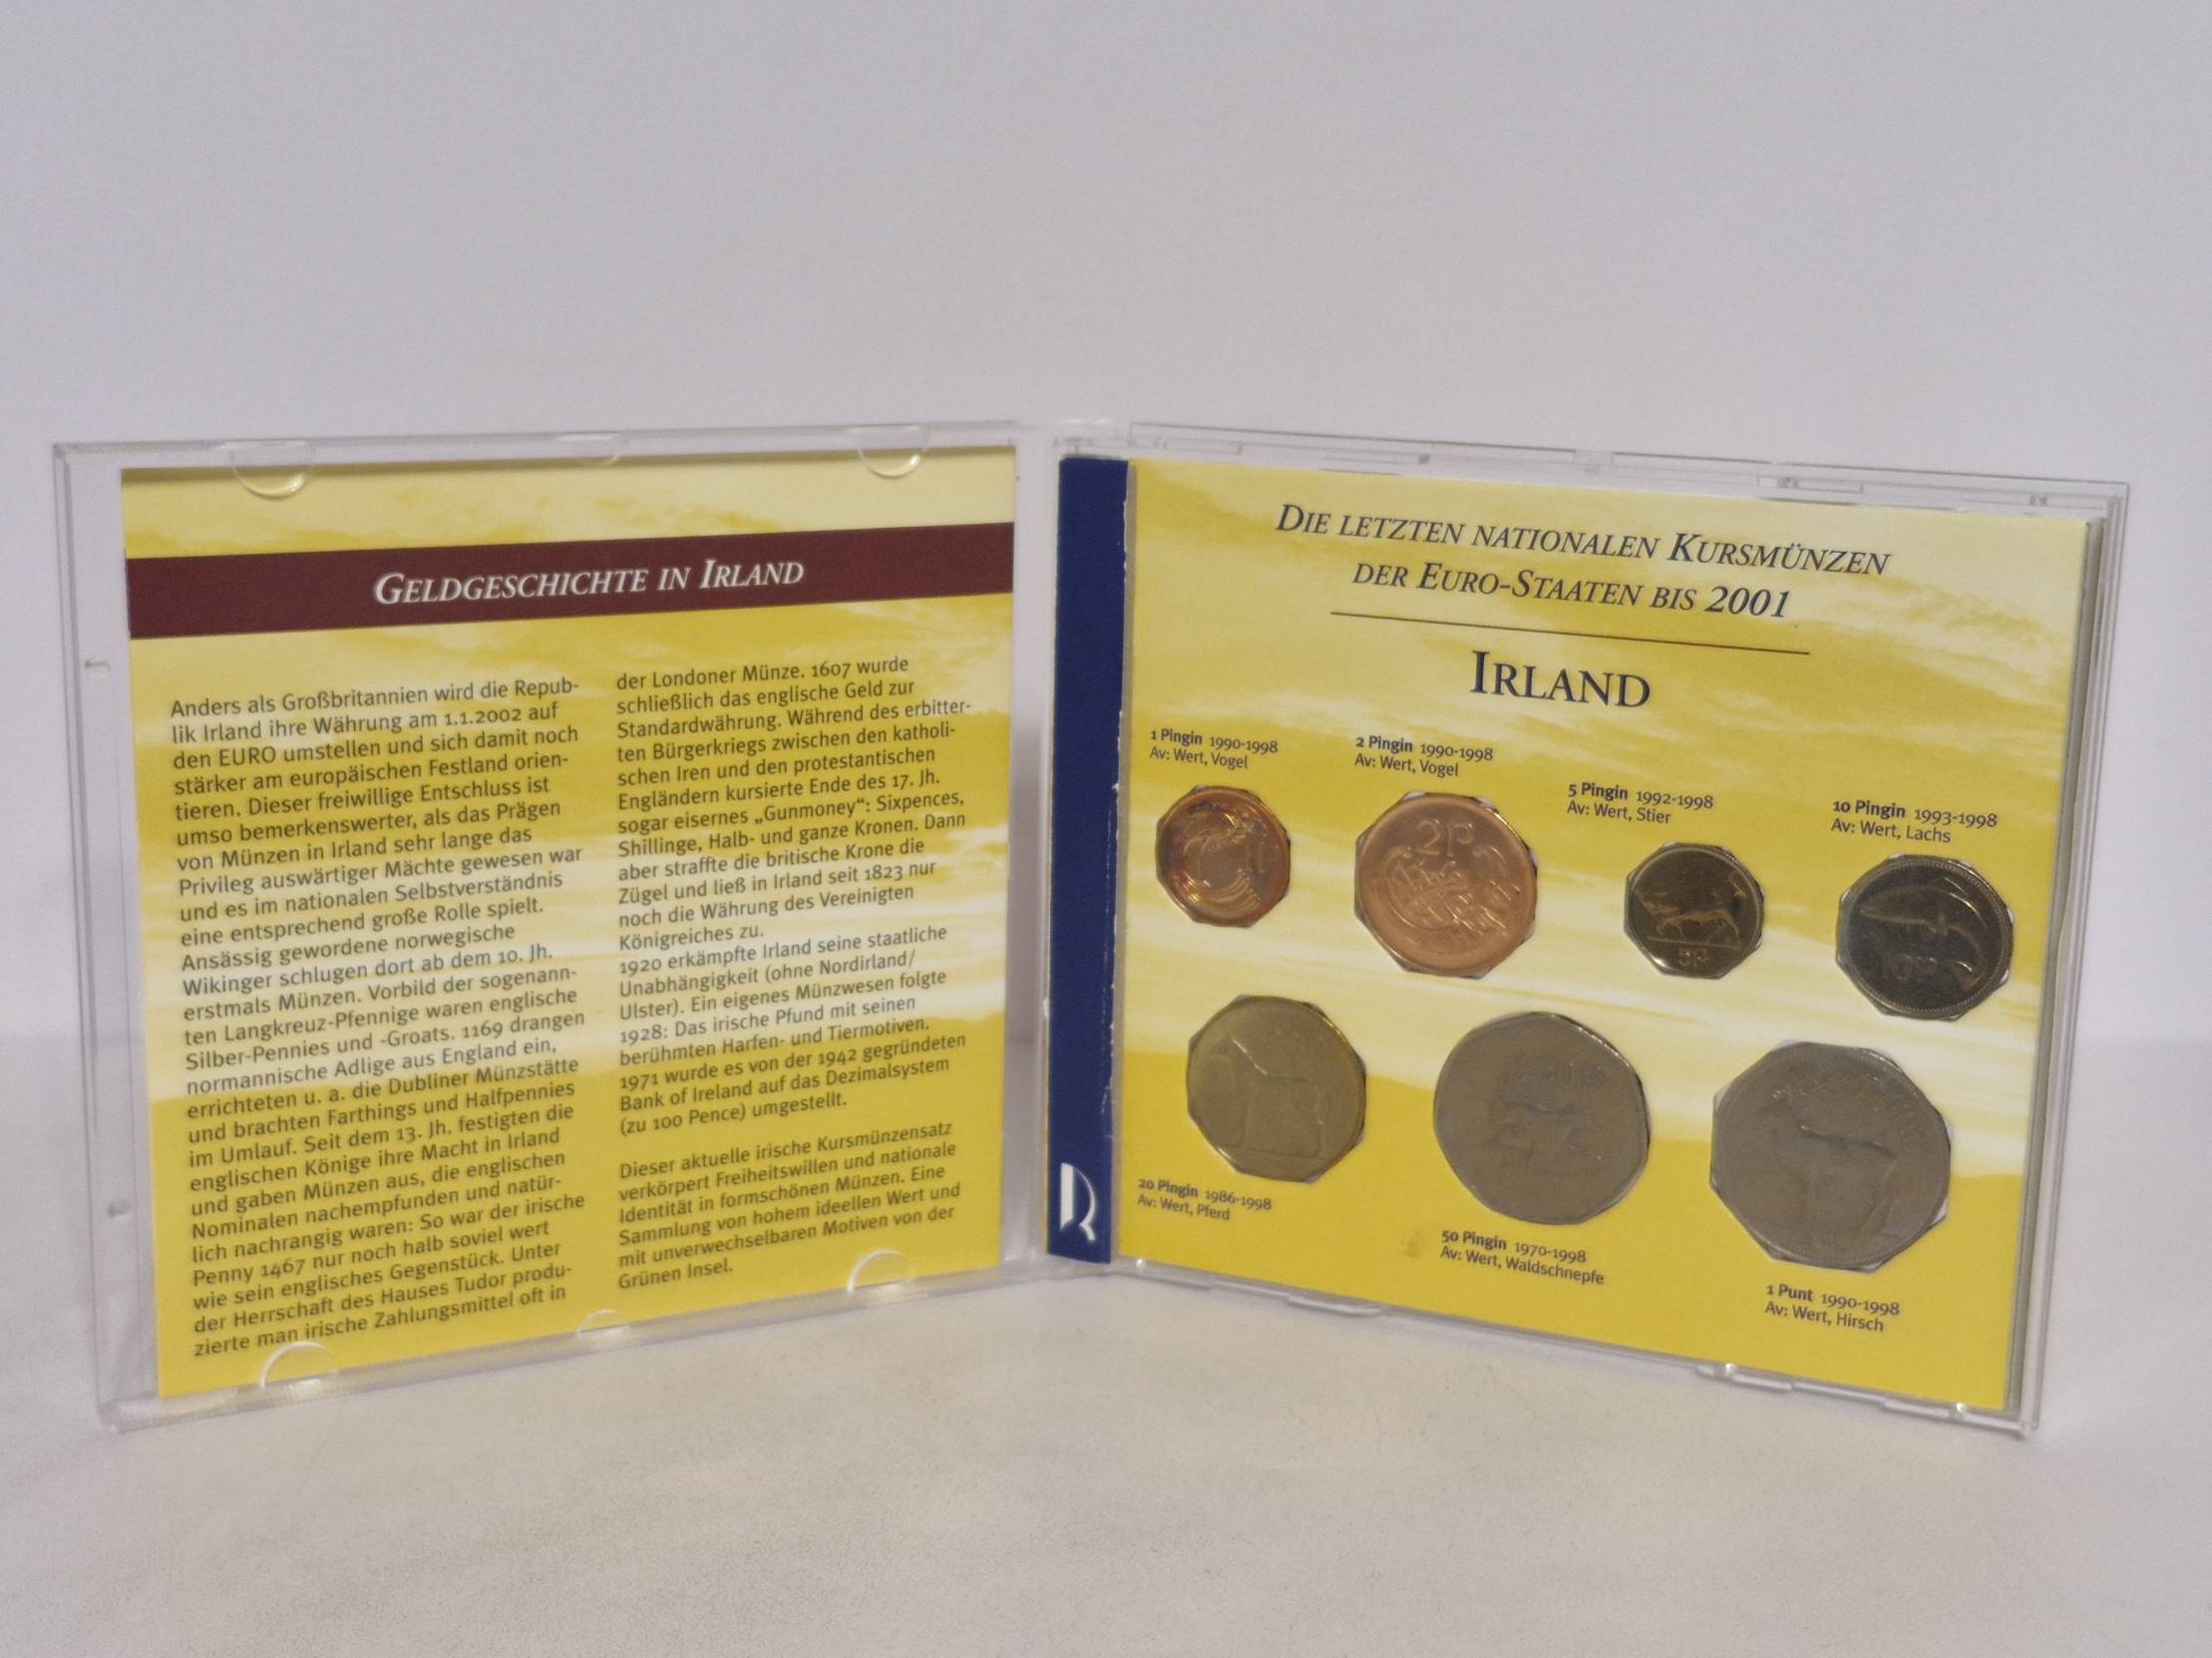 GELDGESCHICHTE IN IRLAND
Anders als Großbritannien wird die Repub-
lik Irland ihre Währung am 1.1.2002 auf
den EURO umstellen und sich damit noch
stärker am europäischen Festland orien-
tieren. Dieser freiwillige Entschluss ist
umso bemerkenswerter, als das Prägen
von Münzen in Irland sehr lange das
Privileg auswärtiger Mächte gewesen war
und es im nationalen Selbstverständnis
eine entsprechend große Rolle spielt.
Ansässig gewordene norwegische
Wikinger schlugen dort ab dem 10. Jh.
erstmals Münzen. Vorbild der sogenann-
ten Langkreuz-Pfennige waren englische
Silber-Pennies und -Groats. 1169 drangen
normannische Adlige aus England ein,
errichteten u. a. die Dubliner Münzstätte
und brachten Farthings und Halfpennies
im Umlauf. Seit dem 13. Jh. festigten die
englischen Könige ihre Macht in Irland
und gaben Münzen aus, die englischen
Nominalen nachempfunden und natür-
lich nachrangig waren: So war der irische
Penny 1467 nur noch halb soviel wert
wie sein englisches Gegenstück. Unter
der Herrschaft des Hauses Tudor produ-
zierte man irische Zahlungsmittel oft in
der Londoner Münze. 1607 wurde
schließlich das englische Geld zur
Standardwährung. Während des erbitter-
ten Bürgerkriegs zwischen den katholi-
schen Iren und den protestantischen
Engländern kursierte Ende des 17. Jh.
sogar eisernes „Gunmoney“: Sixpences,
Shillinge, Halb- und ganze Kronen. Dann
aber straffte die britische Krone die
Zügel und ließ in Irland seit 1823 nur
noch die Währung des Vereinigten
Königreiches zu.
1920 erkämpfte Irland seine staatliche
Unabhängigkeit (ohne Nordirland/
Ulster). Ein eigenes Münzwesen folgte
1928: Das irische Pfund mit seinen
berühmten Harfen- und Tiermotiven.
1971 wurde es von der 1942 gegründeten
Bank of Ireland auf das Dezimalsystem
(zu 100 Pence) umgestellt.
Dieser aktuelle irische Kursmünzensatz
verkörpert Freiheitswillen und nationale
Identität in formschönen Münzen. Eine
Sammlung von hohem ideellen Wert und
mit unverwechselbaren Motiven von der
Grünen Insel.
DIE LETZTEN NATIONALEN KURSMÜNZEN
DER EURO-STAATEN BIS 2001
IRLAND
1 Pingin 1990-1998
Av: Wert, Vogel
2 Pingin 1990-1998
Av: Wert, Vogel
5 Pingin 1992-1998
Av: Wert, Stier
10 Pingin 1993-1998
Av: Wert, Lachs
2p
5p
10p
20 Pingin 1986-1998
Av: Wert, Pferd
50 Pingin 1970-1998
Av: Wert, Waldschnepfe
1 Punt 1990-1998
Av: Wert, Hirsch